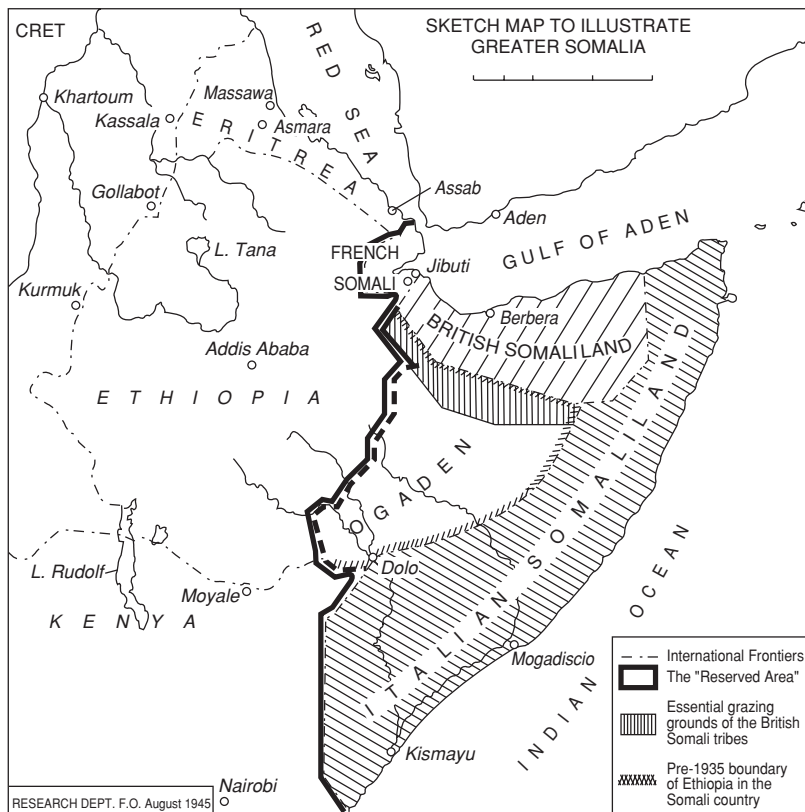 CRET
SKETCH MAP TO ILLUSTRATE
GREATER SOMALIA
RED SEA
Khartoum
Massawa
Kassala
Asmara
ERITREA
Gollabot
Assab
Aden
L. Tana
GULF OF ADEN
FRENCH
SOMALI
Jibuti
Kurmuk
Berbera
BRITISH SOMALILAND
Addis Ababa
ETHIOPIA
OGADEN
ITALIAN SOMALILAND
Dolo
L. Rudolf
Moyale
KENYA
INDIAN OCEAN
Mogadiscio
Kismayu
Nairobi
International Frontiers
The "Reserved Area"
Essential grazing
grounds of the British
Somali tribes
Pre-1935 boundary
of Ethiopia in the
Somali country
RESEARCH DEPT. F.O. August 1945